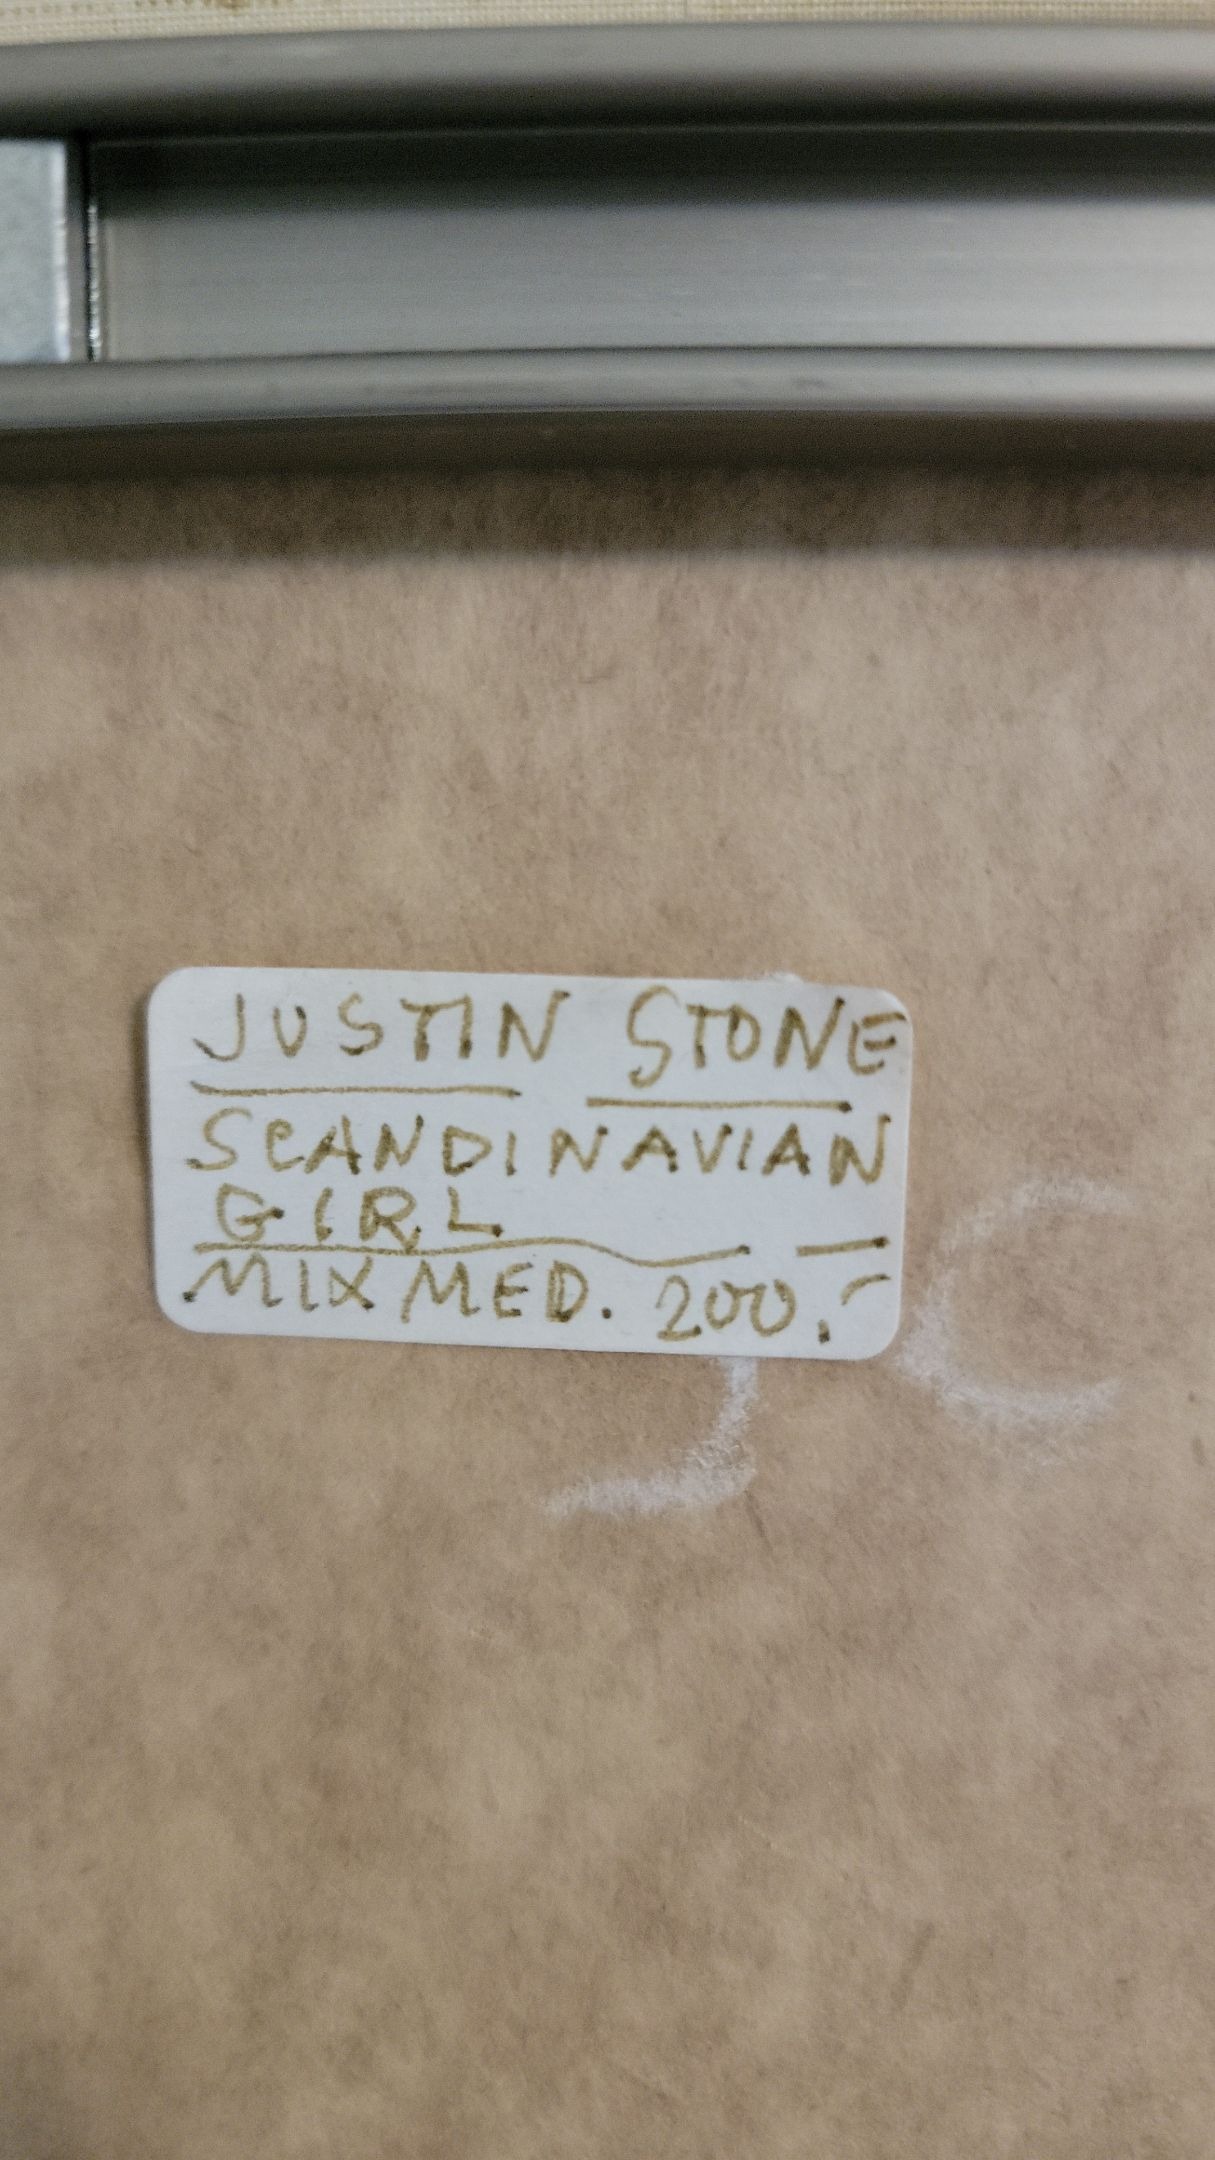 JUSTIN STONE
SCANDINAVIAN
GIRL
MIX MED. 200.-